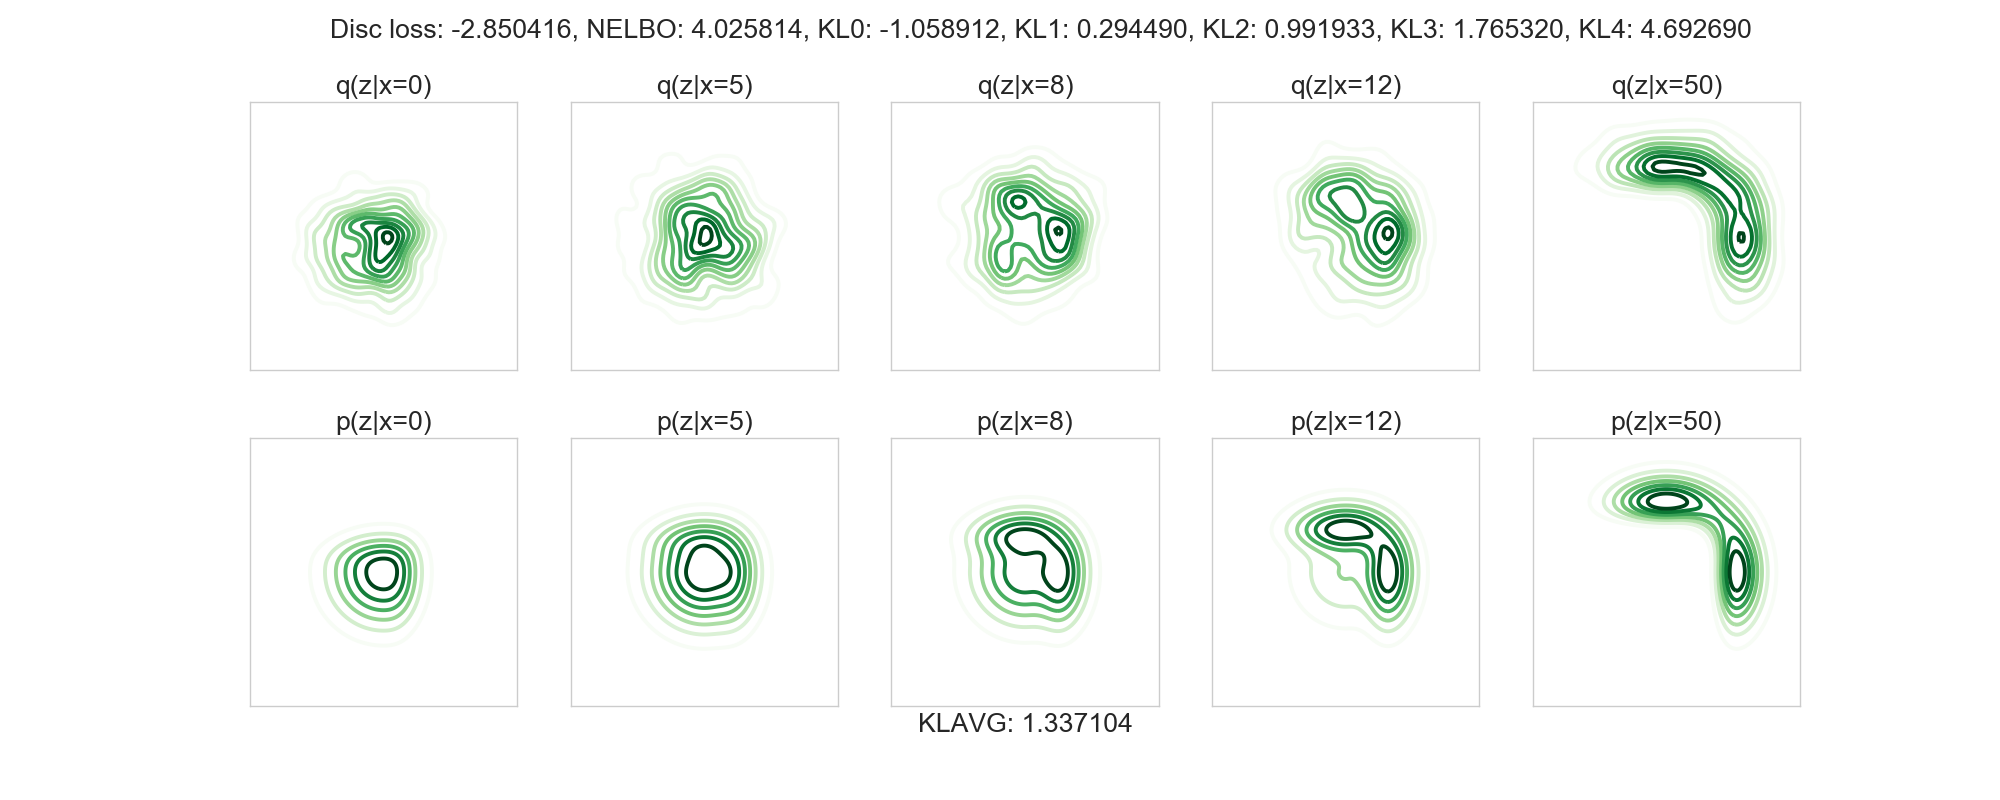 Disc loss: -2.850416, NELBO: 4.025814, KL0: -1.058912, KL1: 0.294490, KL2: 0.991933, KL3: 1.765320, KL4: 4.692690
q(z|x=0) q(z|x=5) q(z|x=8) q(z|x=12) q(z|x=50)
p(z|x=0) p(z|x=5) p(z|x=8) p(z|x=12) p(z|x=50)
KLAVG: 1.337104